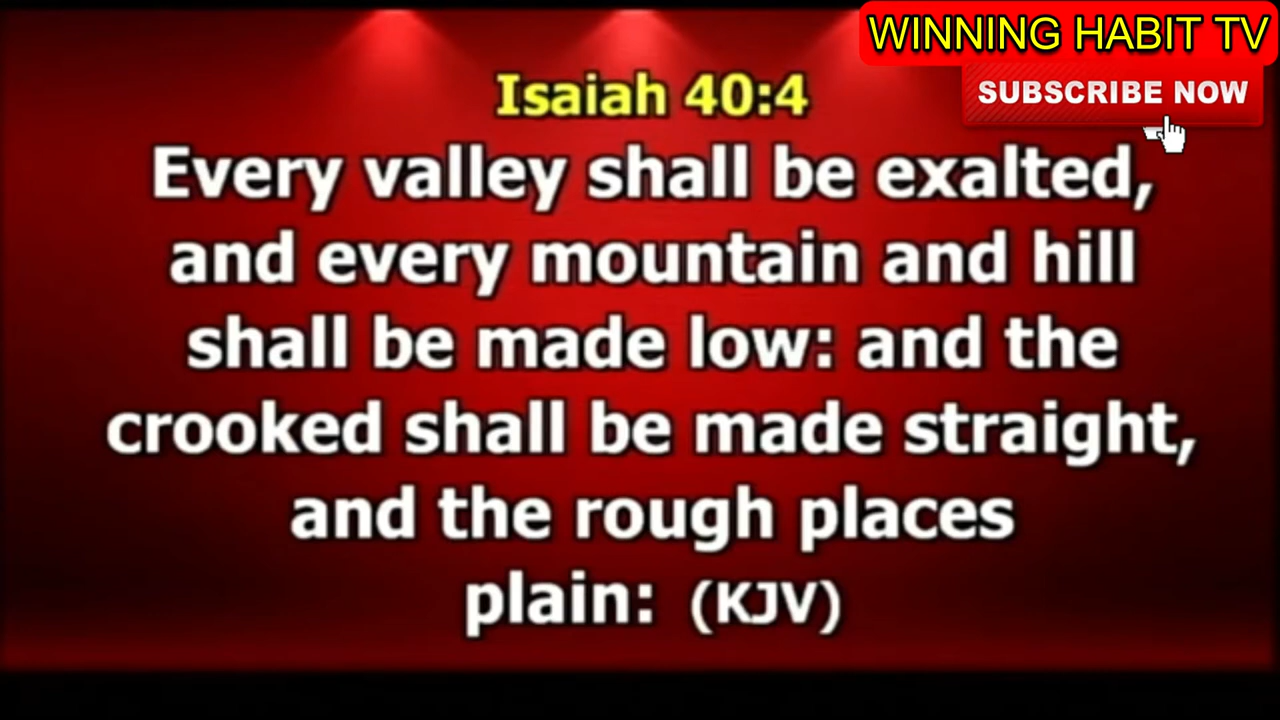 WINNING HABIT TV
SUBSCRIBE NOW
Isaiah 40:4
Every valley shall be exalted,
and every mountain and hill
shall be made low: and the
crooked shall be made straight,
and the rough places
plain: (KJV)